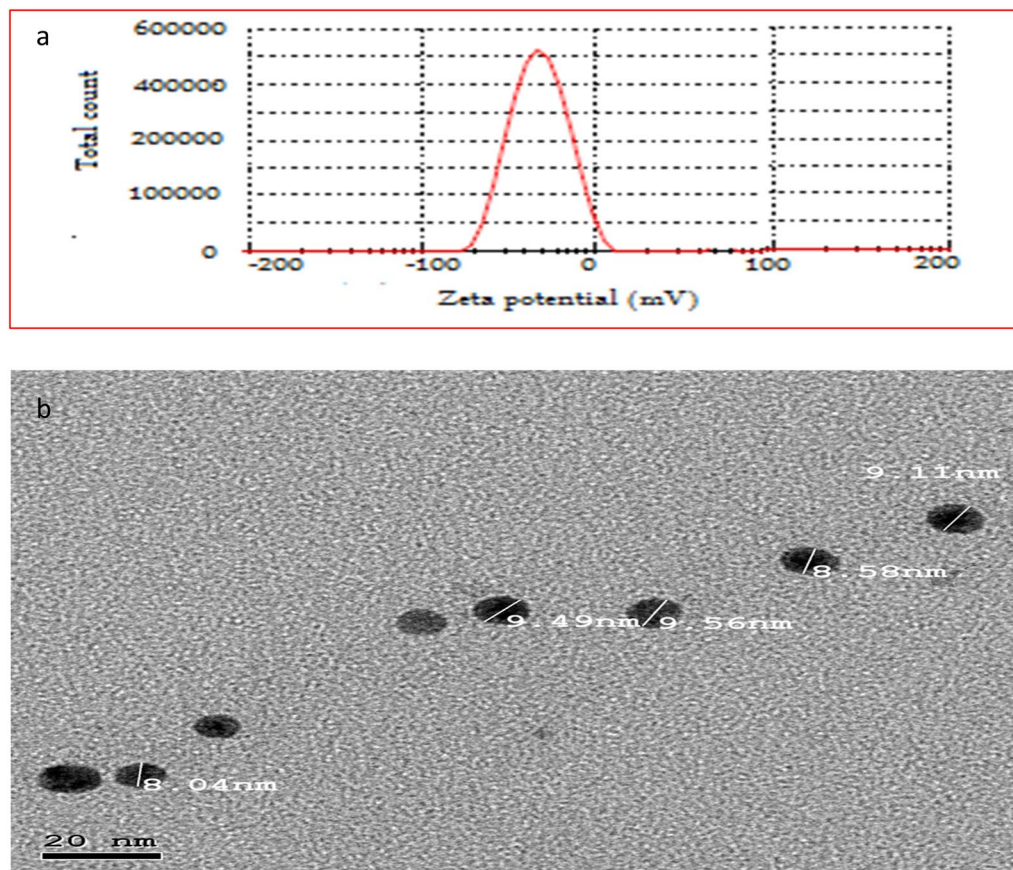 a
600000
400000
200000
100000
0
Total count
-200 -100 0 100 200
Zeta potential (mV)
b
9.11nm
8.58nm
9.49nm 9.56nm
8.04nm
20 nm